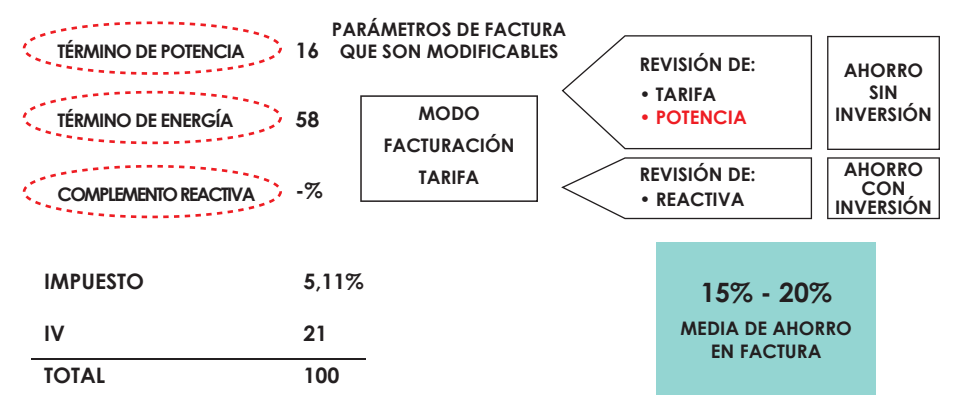 TÉRMINO DE POTENCIA 16
TÉRMINO DE ENERGÍA 58
COMPLEMENTO REACTIVA -%
PARÁMETROS DE FACTURA
QUE SON MODIFICABLES
MODO
FACTURACIÓN
TARIFA
REVISIÓN DE:
• TARIFA
• POTENCIA
AHORRO
SIN
INVERSIÓN
REVISIÓN DE:
• REACTIVA
AHORRO
CON
INVERSIÓN
IMPUESTO 5,11%
IV 21
TOTAL 100
15% - 20%
MEDIA DE AHORRO
EN FACTURA